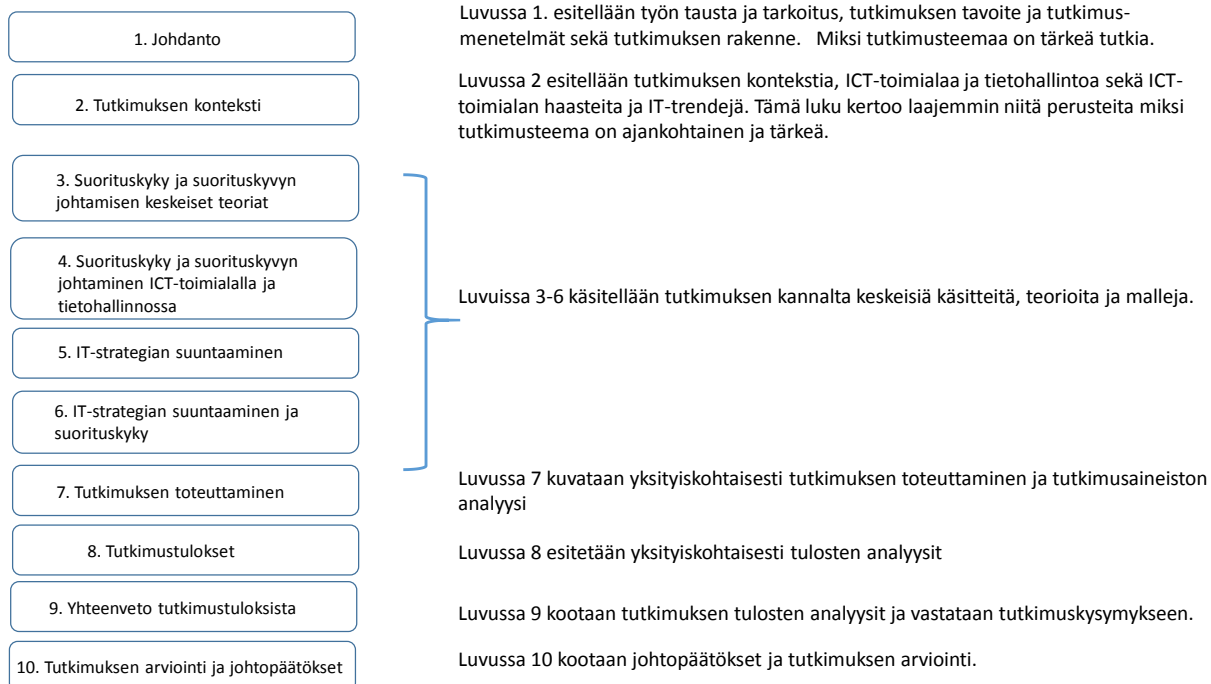 1. Johdanto
Luvussa 1. esitellään työn tausta ja tarkoitus, tutkimuksen tavoite ja tutkimus-
menetelmät sekä tutkimuksen rakenne. Miksi tutkimusteemaa on tärkeä tutkia.
2. Tutkimuksen konteksti
Luvussa 2 esitellään tutkimuksen kontekstia, ICT-toimialaa ja tietohallintoa sekä ICT-
toimialan haasteita ja IT-trendejä. Tämä luku kertoo laajemmin niitä perusteita miksi
tutkimusteema on ajankohtainen ja tärkeä.
3. Suorituskyky ja suorituskyvyn
johtamisen keskeiset teoriat
4. Suorituskyky ja suorituskyvyn
johtaminen ICT-toimialalla ja
tietohallinnossa
5. IT-strategian suuntaaminen
6. IT-strategian suuntaaminen ja
suorituskyky
Luvuissa 3-6 käsitellään tutkimuksen kannalta keskeisiä käsitteitä, teorioita ja malleja.
7. Tutkimuksen toteuttaminen
Luvussa 7 kuvataan yksityiskohtaisesti tutkimuksen toteuttaminen ja tutkimusaineiston
analyysi
8. Tutkimustulokset
Luvussa 8 esitetään yksityiskohtaisesti tulosten analyysit
9. Yhteenveto tutkimustuloksista
Luvussa 9 kootaan tutkimuksen tulosten analyysit ja vastataan tutkimuskysymykseen.
10. Tutkimuksen arviointi ja johtopäätökset
Luvussa 10 kootaan johtopäätökset ja tutkimuksen arviointi.